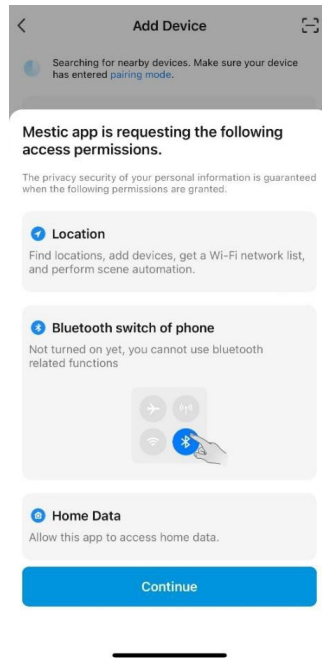 Add Device
Searching for nearby devices. Make sure your device
has entered pairing mode.
Mestic app is requesting the following
access permissions.
The privacy security of your personal information is guaranteed
when the following permissions are granted.
Location
Find locations, add devices, get a Wi-Fi network list,
and perform scene automation.
Bluetooth switch of phone
Not turned on yet, you cannot use bluetooth
related functions
Home Data
Allow this app to access home data.
Continue